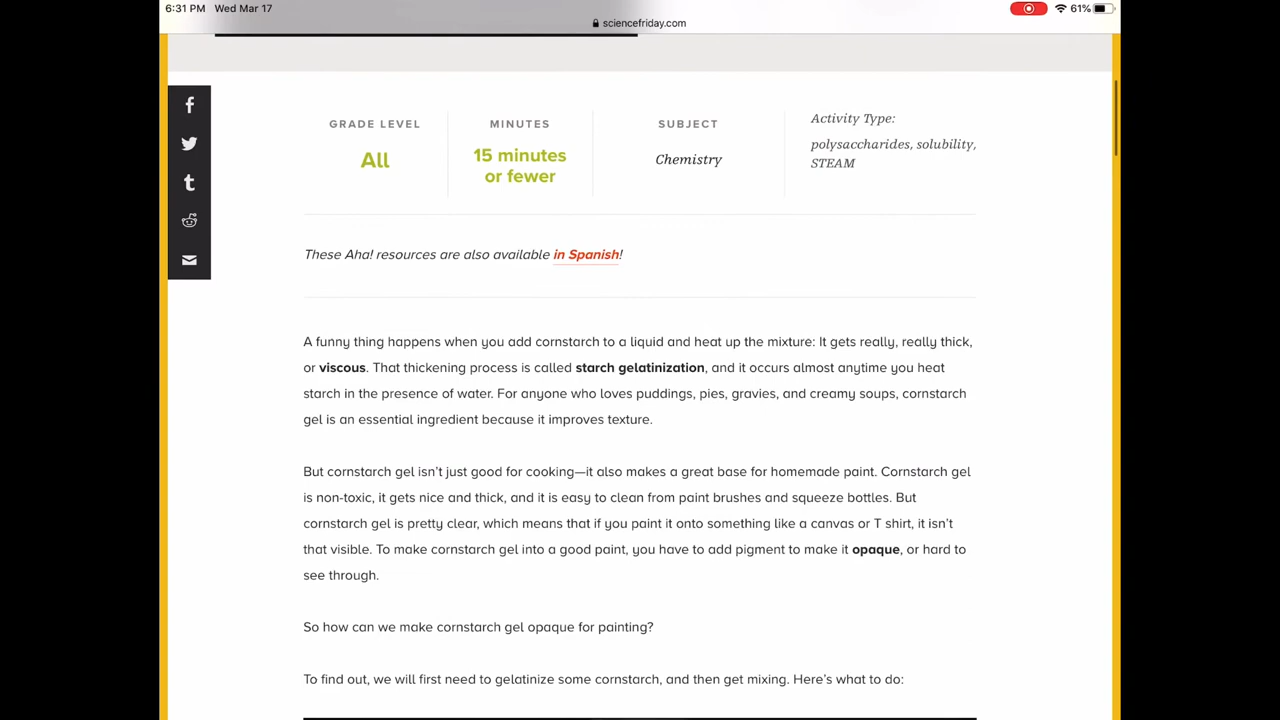 6:31 PM Wed Mar 17
61%
sciencefriday.com
GRADE LEVEL
All
MINUTES
15 minutes
or fewer
SUBJECT
Chemistry
Activity Type:
polysaccharides, solubility,
STEAM
These Aha! resources are also available in Spanish!
A funny thing happens when you add cornstarch to a liquid and heat up the mixture: It gets really, really thick,
or viscous. That thickening process is called starch gelatinization, and it occurs almost anytime you heat
starch in the presence of water. For anyone who loves puddings, pies, gravies, and creamy soups, cornstarch
gel is an essential ingredient because it improves texture.
But cornstarch gel isn't just good for cooking—it also makes a great base for homemade paint. Cornstarch gel
is non-toxic, it gets nice and thick, and it is easy to clean from paint brushes and squeeze bottles. But
cornstarch gel is pretty clear, which means that if you paint it onto something like a canvas or T shirt, it isn't
that visible. To make cornstarch gel into a good paint, you have to add pigment to make it opaque, or hard to
see through.
So how can we make cornstarch gel opaque for painting?
To find out, we will first need to gelatinize some cornstarch, and then get mixing. Here's what to do: